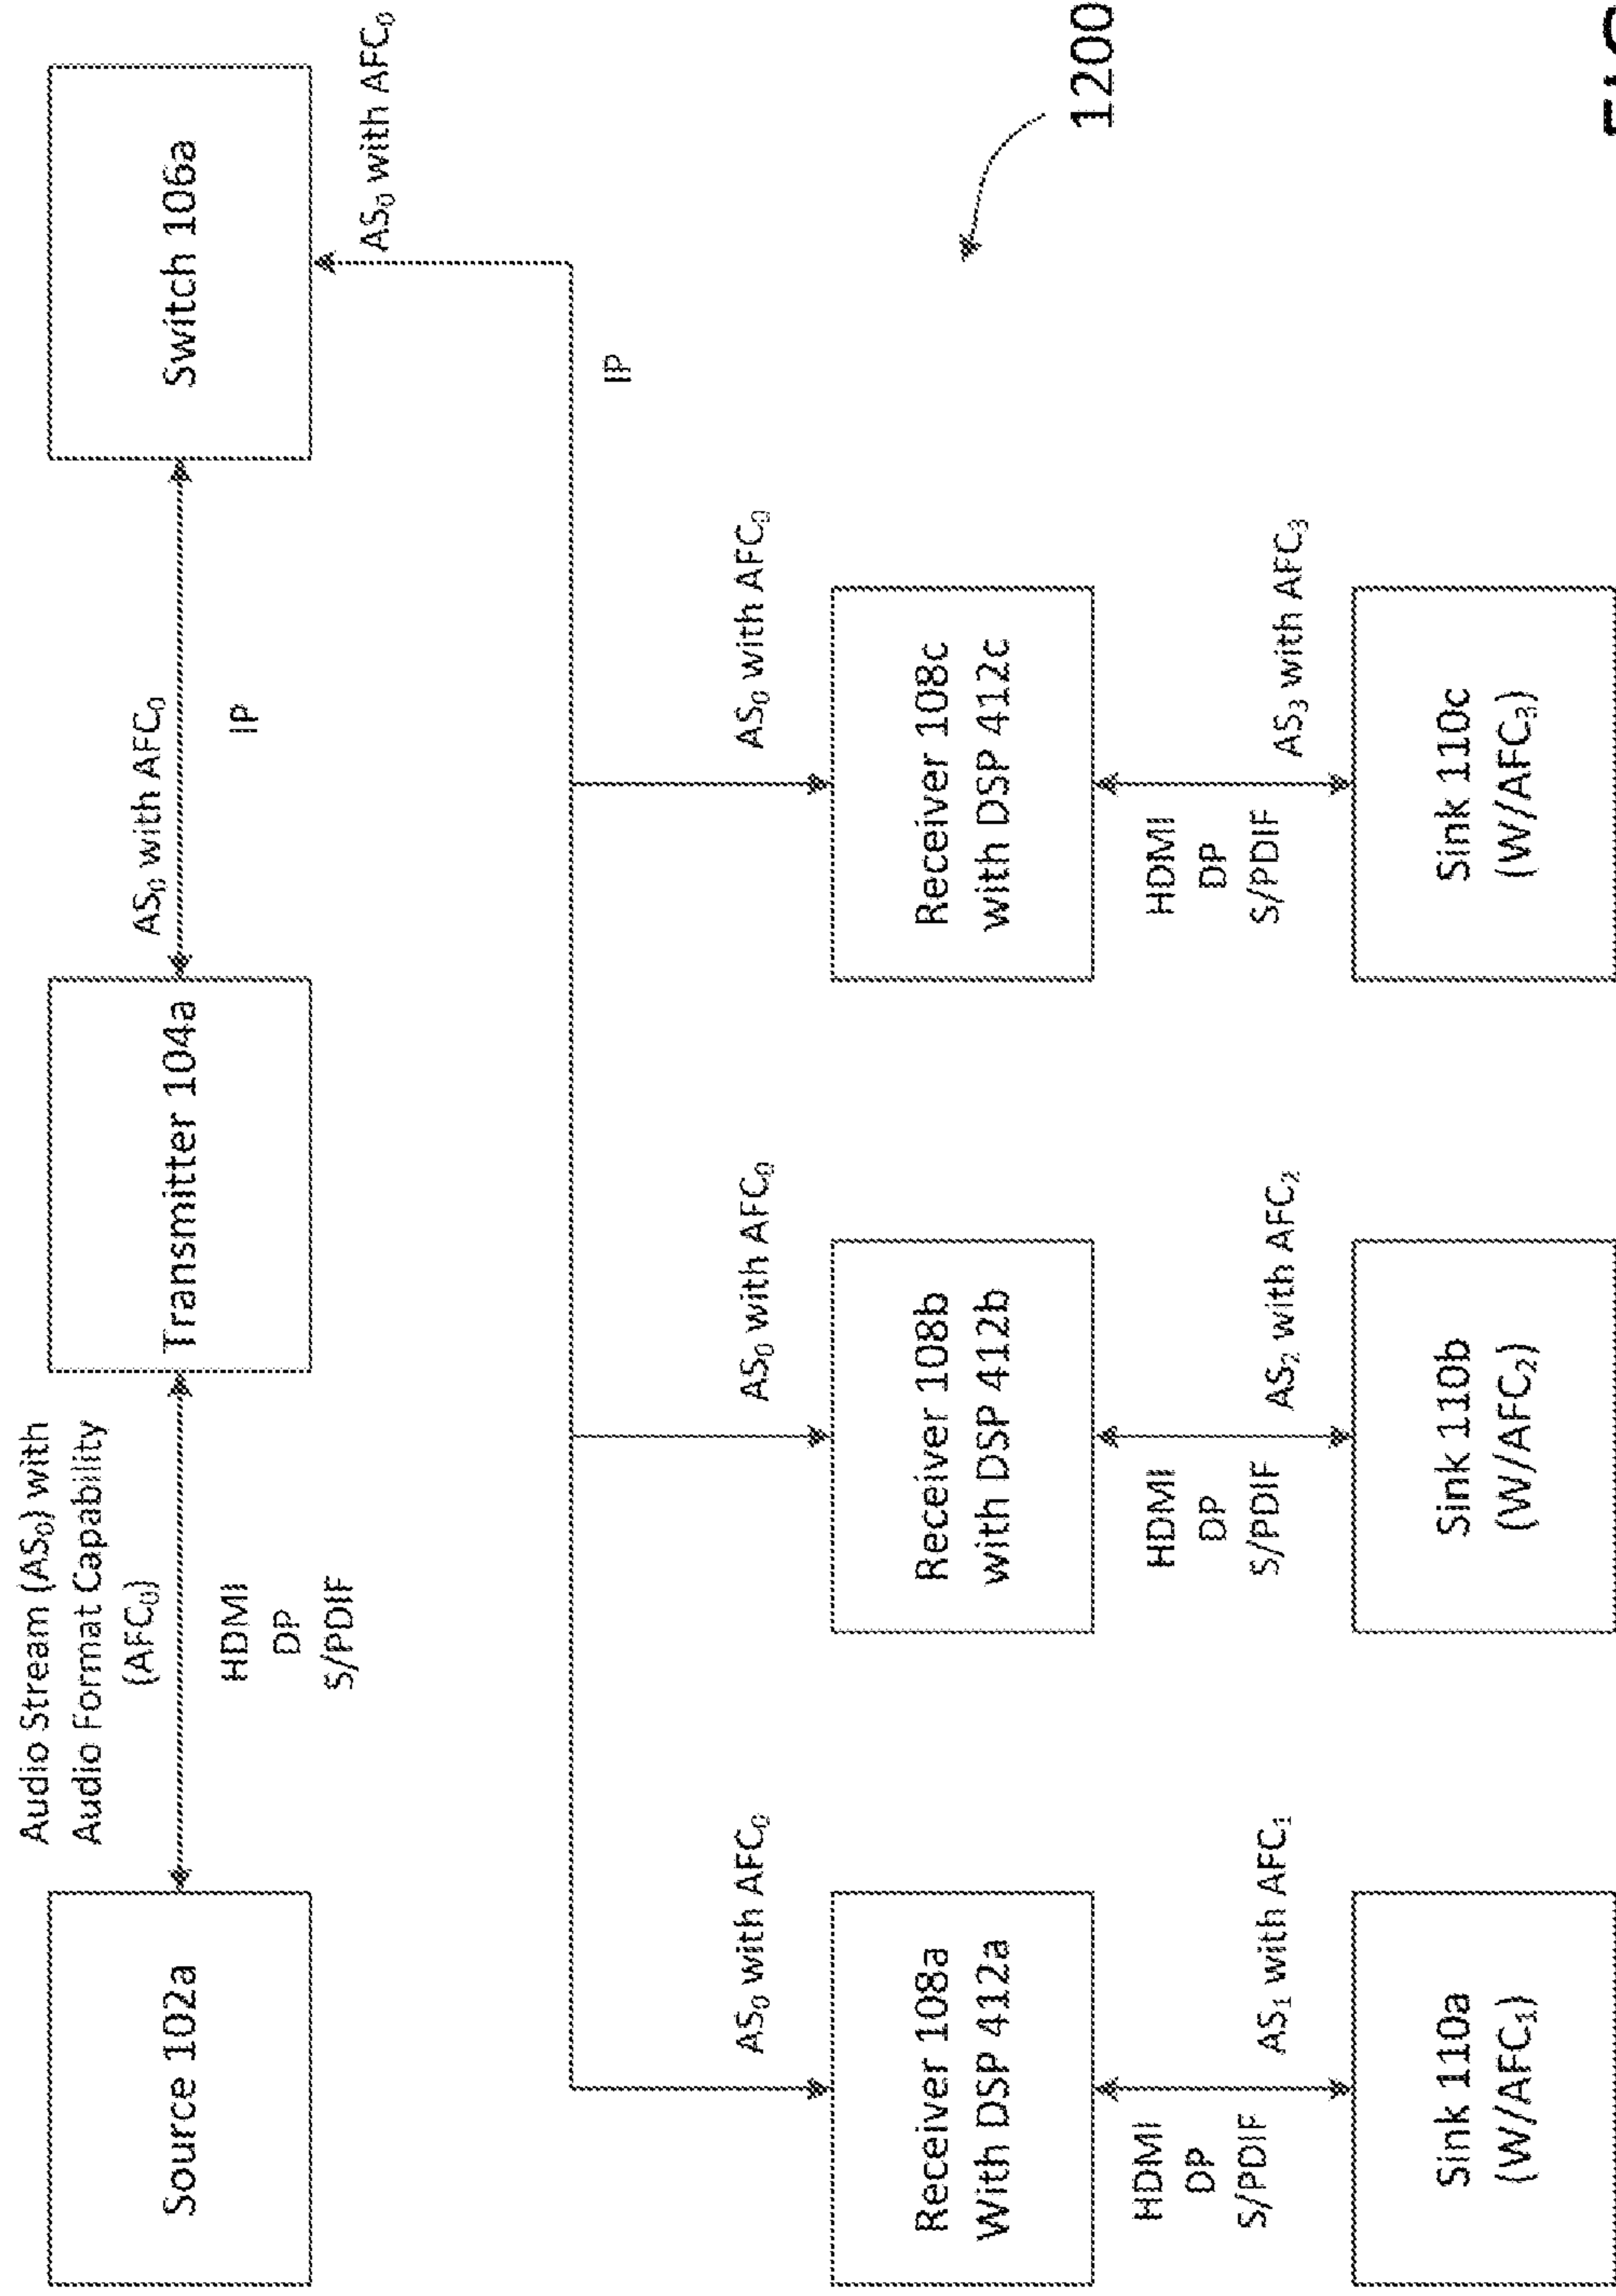 Audio Stream (AS₀) with
Audio Format Capability
(AFC₀)
Source 102a
HDMI
DP
S/PDIF
Transmitter 104a
AS₀ with AFC₀
IP
Switch 106a
AS₀ with AFC₀
IP
AS₀ with AFC₀
AS₀ with AFC₀
AS₀ with AFC₀
Receiver 108a
With DSP 412a
Receiver 108b
with DSP 412b
Receiver 108c
with DSP 412c
1200
HDMI
DP
S/PDIF
AS₁ with AFC₁
HDMI
DP
S/PDIF
AS₂ with AFC₂
HDMI
DP
S/PDIF
AS₃ with AFC₃
Sink 110a
(W/AFC₁)
Sink 110b
(W/AFC₂)
Sink 110c
(W/AFC₃)